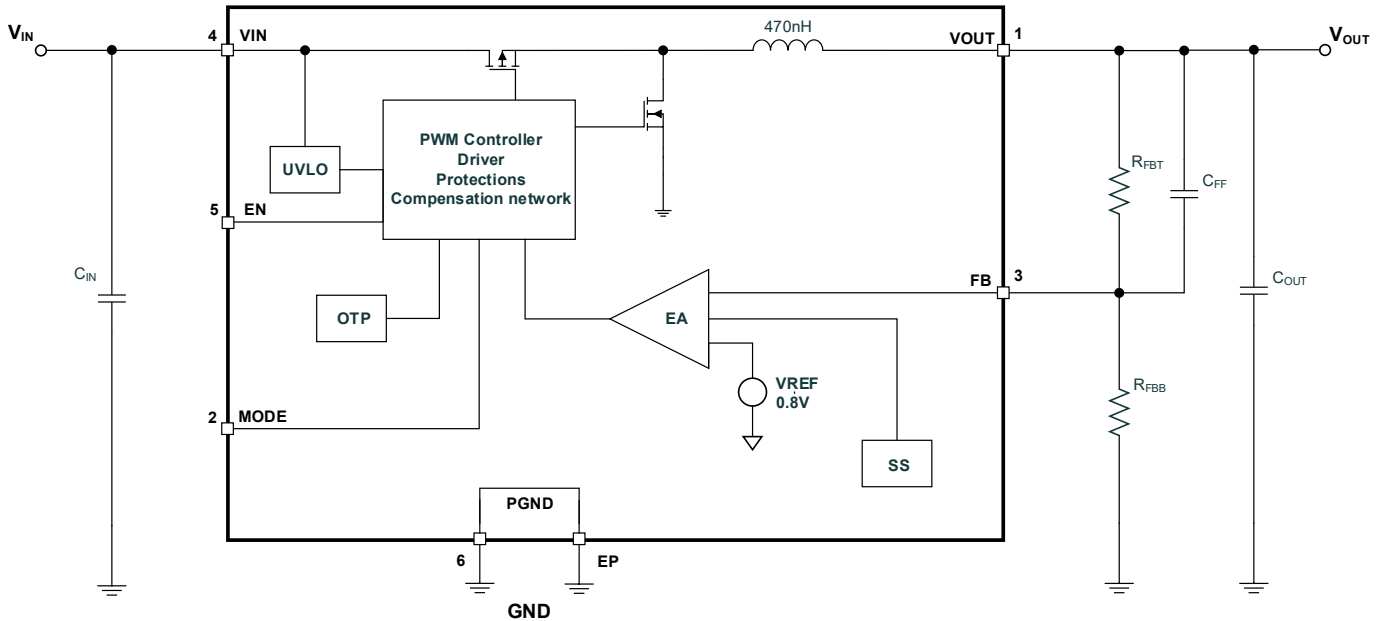 VIN
4
VIN
470nH
VOUT
1
VOUT
PWM Controller
Driver
Protections
Compensation network
UVLO
5
EN
RFBT
CFF
CIN
FB
3
COUT
OTP
EA
VREF
0.8V
RFBB
2
MODE
SS
PGND
6
EP
GND